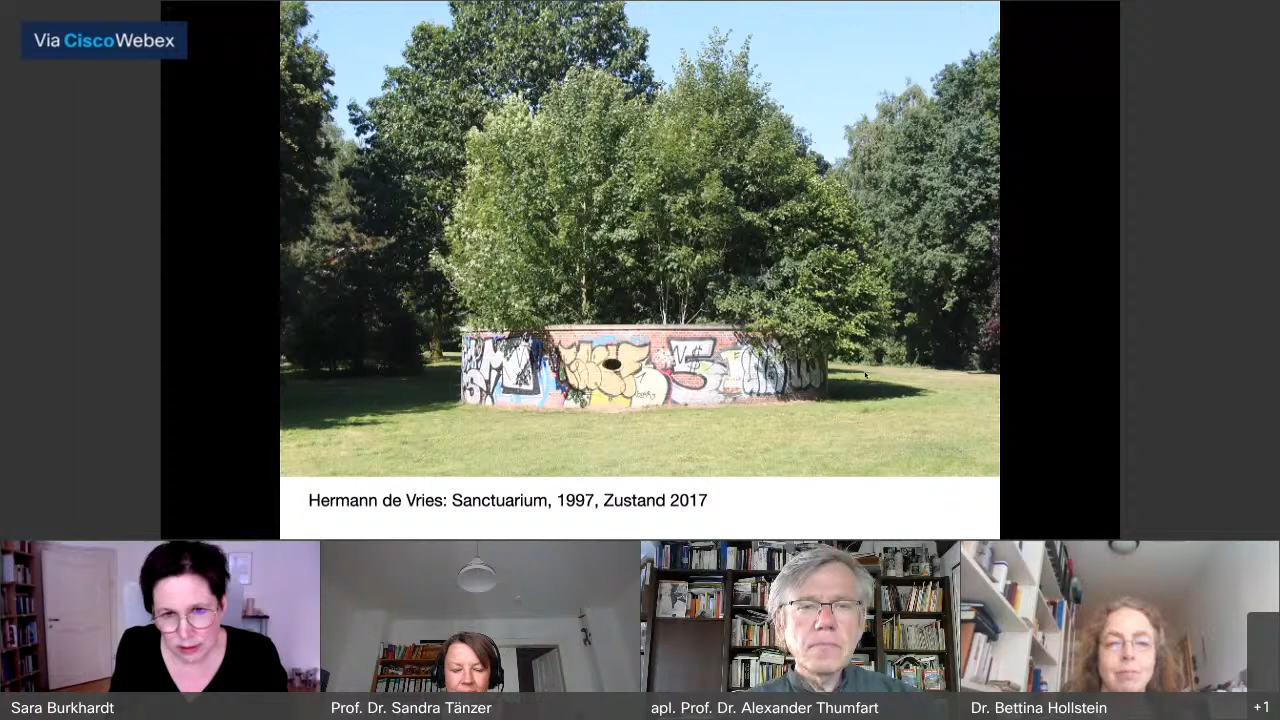 Via CiscoWebex
Hermann de Vries: Sanctuarium, 1997, Zustand 2017
Sara Burkhardt
Prof. Dr. Sandra Tänzer
apl. Prof. Dr. Alexander Thumfart
Dr. Bettina Hollstein
+1